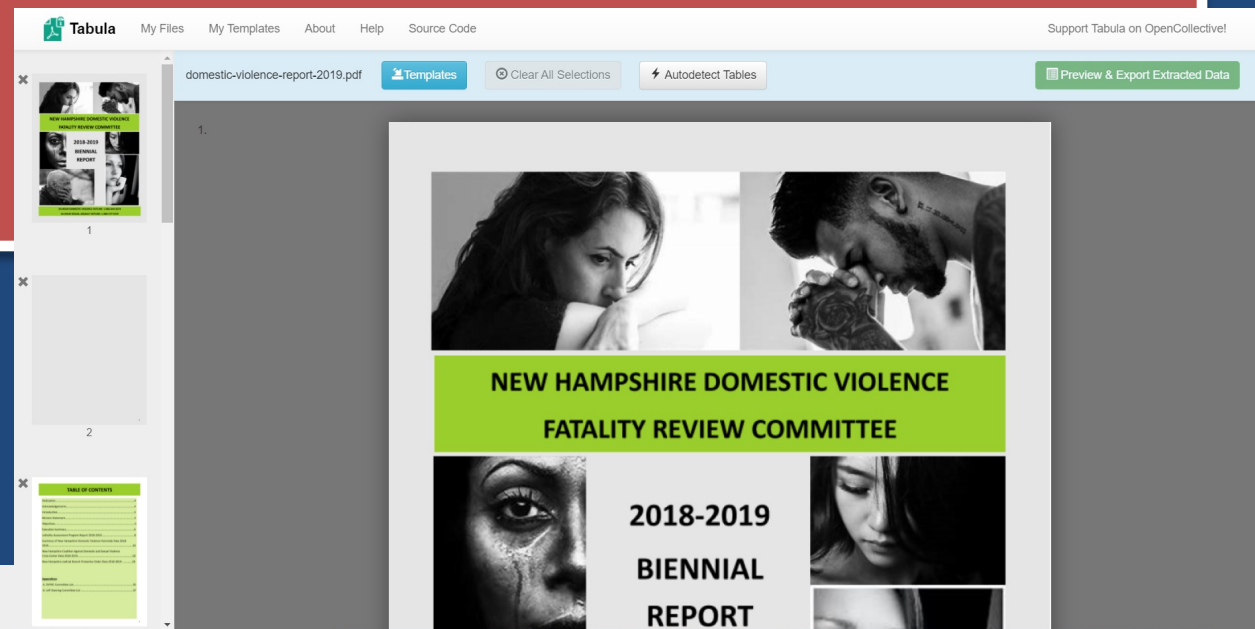 Tabula My Files My Templates About Help Source Code Support Tabula on OpenCollective!
domestic-violence-report-2019.pdf Templates Clear All Selections Autodetect Tables Preview & Export Extracted Data
NEW HAMPSHIRE DOMESTIC VIOLENCE
FATALITY REVIEW COMMITTEE
2018-2019
BIENNIAL
REPORT
1
2
TABLE OF CONTENTS
1.
NEW HAMPSHIRE DOMESTIC VIOLENCE
FATALITY REVIEW COMMITTEE
2018-2019
BIENNIAL
REPORT